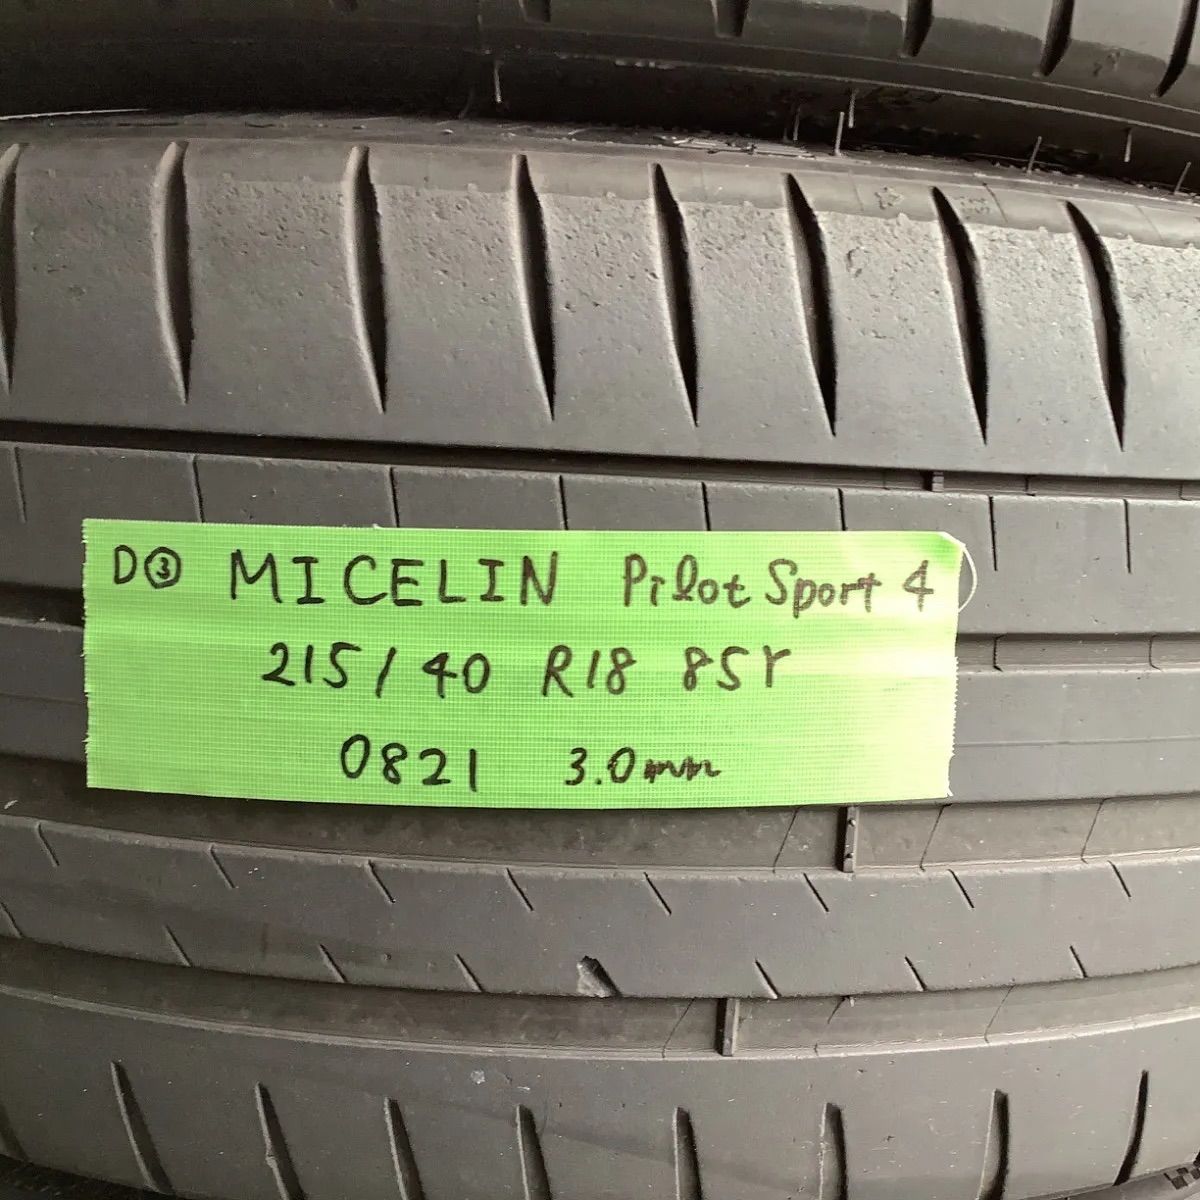 D③ MICELIN Pilot Sport 4
215/40 R18 85Y
0821 3.0mm